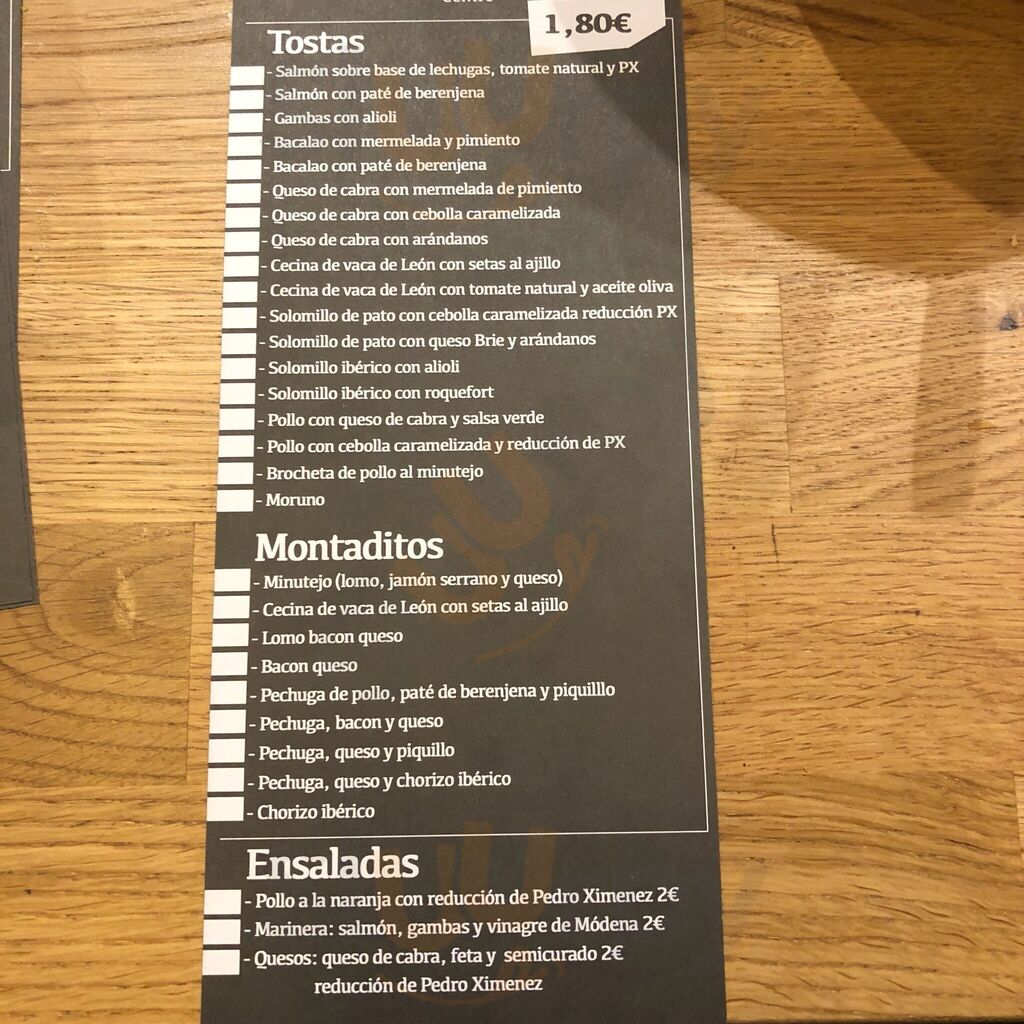 Centro
1,80€
Tostas
- Salmón sobre base de lechugas, tomate natural y PX
- Salmón con paté de berenjena
- Gambas con alioli
- Bacalao con mermelada y pimiento
- Bacalao con paté de berenjena
- Queso de cabra con mermelada de pimiento
- Queso de cabra con cebolla caramelizada
- Queso de cabra con arándanos
- Cecina de vaca de León con setas al ajillo
- Cecina de vaca de León con tomate natural y aceite oliva
- Solomillo de pato con cebolla caramelizada reducción PX
- Solomillo de pato con queso Brie y arándanos
- Solomillo ibérico con alioli
- Solomillo ibérico con roquefort
- Pollo con queso de cabra y salsa verde
- Pollo con cebolla caramelizada y reducción de PX
- Brocheta de pollo al minutejo
- Moruno
Montaditos
- Minutejo (lomo, jamón serrano y queso)
- Cecina de vaca de León con setas al ajillo
- Lomo bacon queso
- Bacon queso
- Pechuga de pollo, paté de berenjena y piquilllo
- Pechuga, bacon y queso
- Pechuga, queso y piquillo
- Pechuga, queso y chorizo ibérico
- Chorizo ibérico
Ensaladas
- Pollo a la naranja con reducción de Pedro Ximenez 2€
- Marinera: salmón, gambas y vinagre de Módena 2€
- Quesos: queso de cabra, feta y semicurado 2€
reducción de Pedro Ximenez